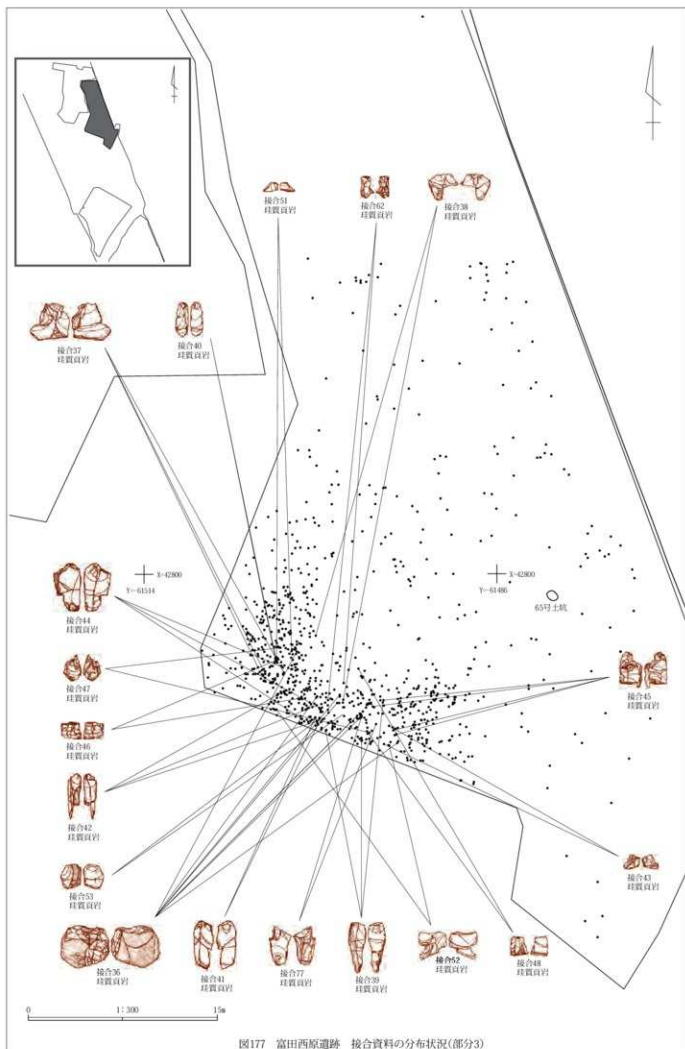 接合51
珪質頁岩
接合62
珪質頁岩
接合38
珪質頁岩
接合37
珪質頁岩
接合40
珪質頁岩
接合44
珪質頁岩
X=42800
Y=-61514
X=42800
Y=-61486
65号土坑
接合47
珪質頁岩
接合45
珪質頁岩
接合46
珪質頁岩
接合42
珪質頁岩
接合43
珪質頁岩
接合53
珪質頁岩
接合36
珪質頁岩
接合41
珪質頁岩
接合77
珪質頁岩
接合39
珪質頁岩
接合52
珪質頁岩
接合48
珪質頁岩
0 1:300 15m
図177 富田西原遺跡 接合資料の分布状況(部分3)